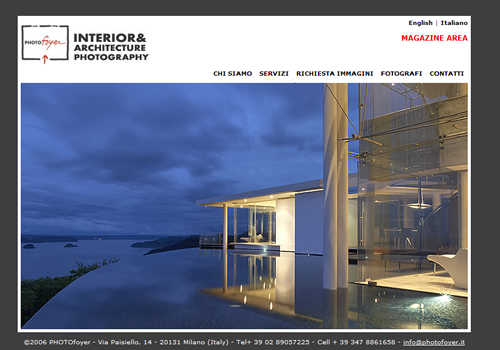 English | Italiano
PHOTOfoyer
INTERIOR&
ARCHITECTURE
PHOTOGRAPHY
MAGAZINE AREA
CHI SIAMO SERVIZI RICHIESTA IMMAGINI FOTOGRAFI CONTATTI
©2006 PHOTOfoyer - Via Paisiello, 14 - 20131 Milano (Italy) - Tel+ 39 02 89057225 - Cell + 39 347 8861658 - info@photofoyer.it